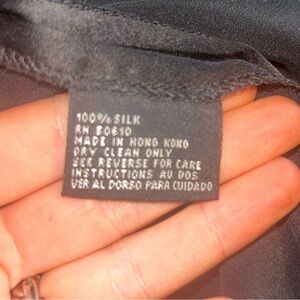 100% SILK
RN 80610
MADE IN HONG KONG
DRY CLEAN ONLY
SEE REVERSE FOR CARE
INSTRUCTIONS AU DOS
VER AL DORSO PARA CUIDADO